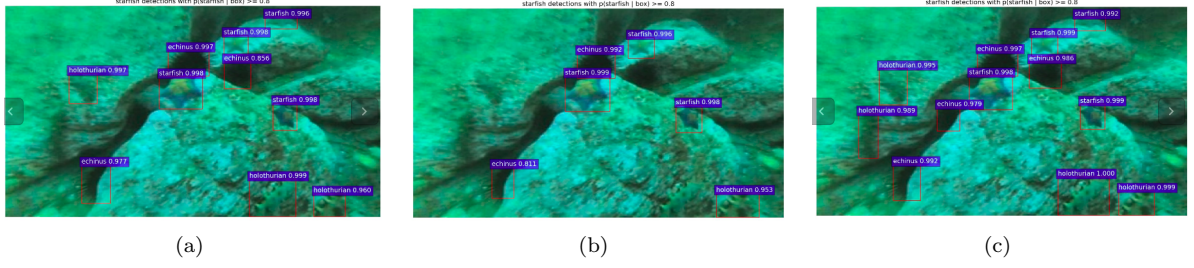 starfish detections with p(starfish | box) >= 0.8
starfish 0.996
starfish 0.998
echinus 0.997
echinus 0.856
holothurian 0.997
starfish 0.998
starfish 0.998
echinus 0.977
holothurian 0.999
holothurian 0.960
(a)
starfish detections with p(starfish | box) >= 0.8
starfish 0.996
echinus 0.992
starfish 0.999
starfish 0.998
echinus 0.811
holothurian 0.953
(b)
starfish detections with p(starfish | box) >= 0.8
starfish 0.992
starfish 0.999
echinus 0.997
echinus 0.986
holothurian 0.995
starfish 0.998
echinus 0.979
starfish 0.999
holothurian 0.989
echinus 0.992
holothurian 1.000
holothurian 0.999
(c)